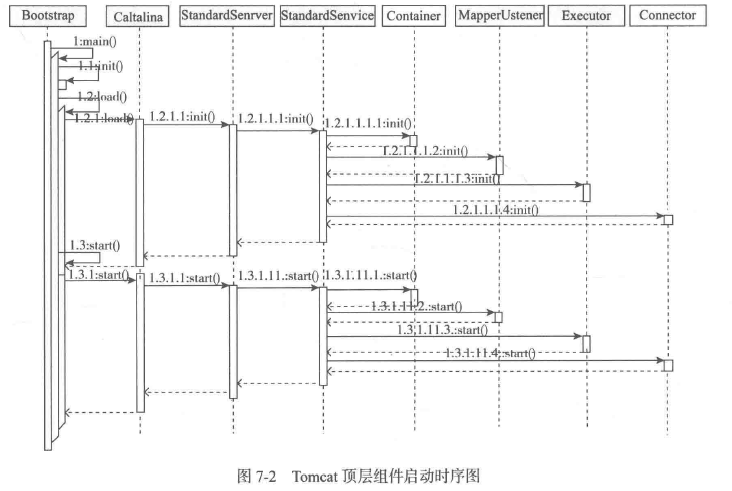 Bootstrap
Caltalina
StandardSenrver
StandardSenvice
Container
MapperUstener
Executor
Connector
1:main()
1.1:init()
1.2:load()
1.2.1:load()
1.2.1.1:init()
1.2.1.1.1:init()
1.2.1.1.1.1:init()
1.2.1.1.1.2:init()
1.2.1.1.1.3:init()
1.2.1.1.1.4:init()
1.3:start()
1.3.1:start()
1.3.1.1:start()
1.3.1.11.:start()
1.3.1.11.1.:start()
1.3.1.11.2.:start()
1.3.1.11.3.:start()
1.3.1.11.4.:start()
图 7-2 Tomcat 顶层组件启动时序图